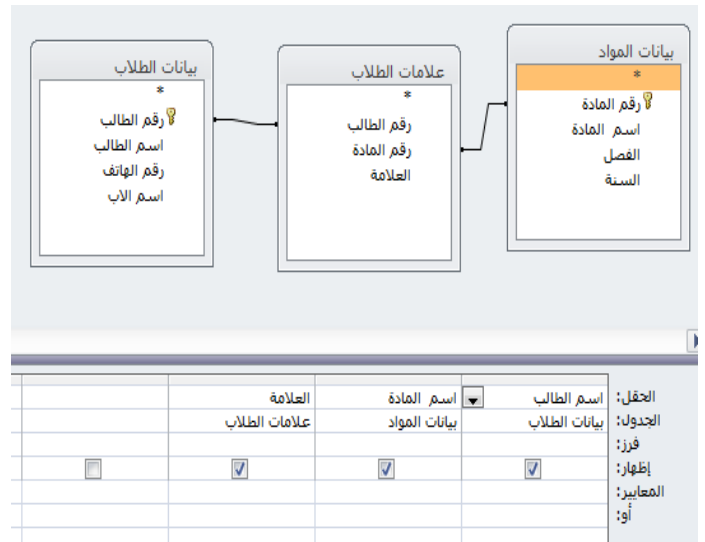 بيانات المواد
*
رقم المادة
اسم المادة
الفصل
السنة
علامات الطلاب
*
رقم الطالب
رقم المادة
العلامة
بيانات الطلاب
*
رقم الطالب
اسم الطالب
رقم الهاتف
اسم الاب
الحقل: اسم الطالب اسم المادة العلامة
الجدول: بيانات الطلاب بيانات المواد علامات الطلاب
فرز:
إظهار:
المعايير:
أو: